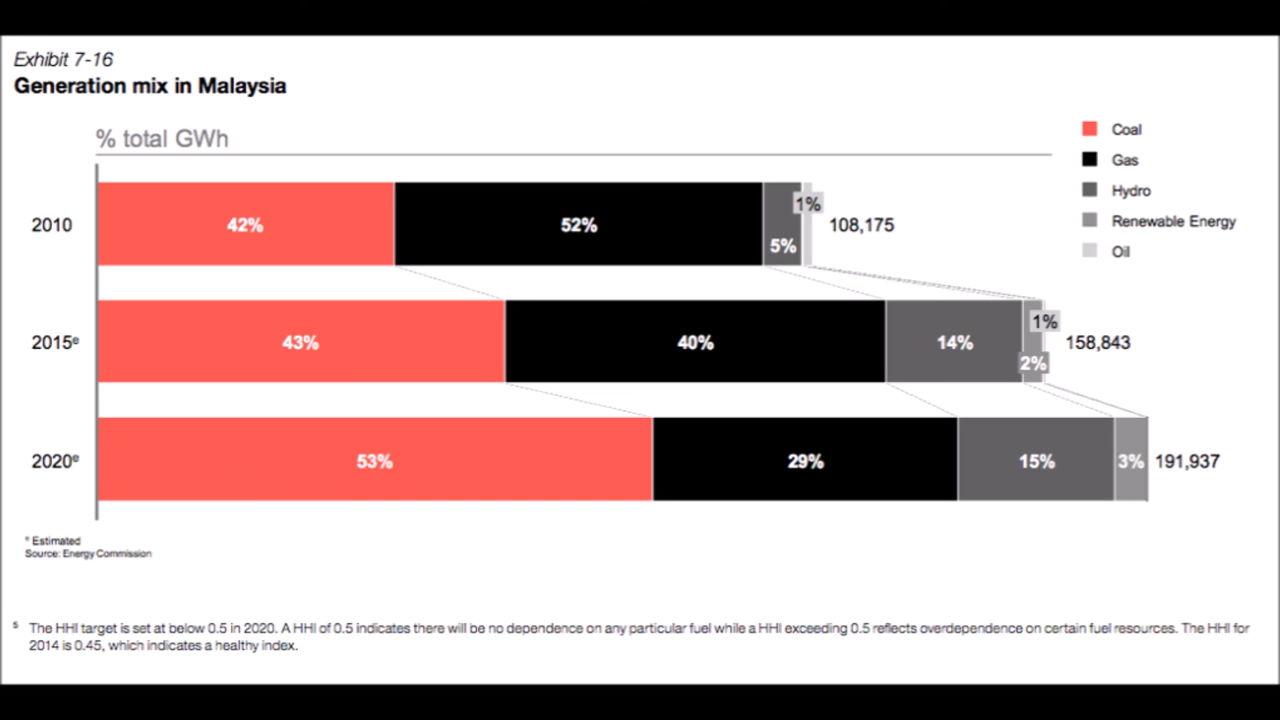 Exhibit 7-16
Generation mix in Malaysia
% total GWh
Coal
Gas
Hydro
Renewable Energy
Oil
2010
42%
52%
5%
1%
108,175
2015ᵉ
43%
40%
14%
2%
1%
158,843
2020ᵉ
53%
29%
15%
3%
191,937
ᵉ Estimated
Source: Energy Commission
⁵ The HHI target is set at below 0.5 in 2020. A HHI of 0.5 indicates there will be no dependence on any particular fuel while a HHI exceeding 0.5 reflects overdependence on certain fuel resources. The HHI for
2014 is 0.45, which indicates a healthy index.